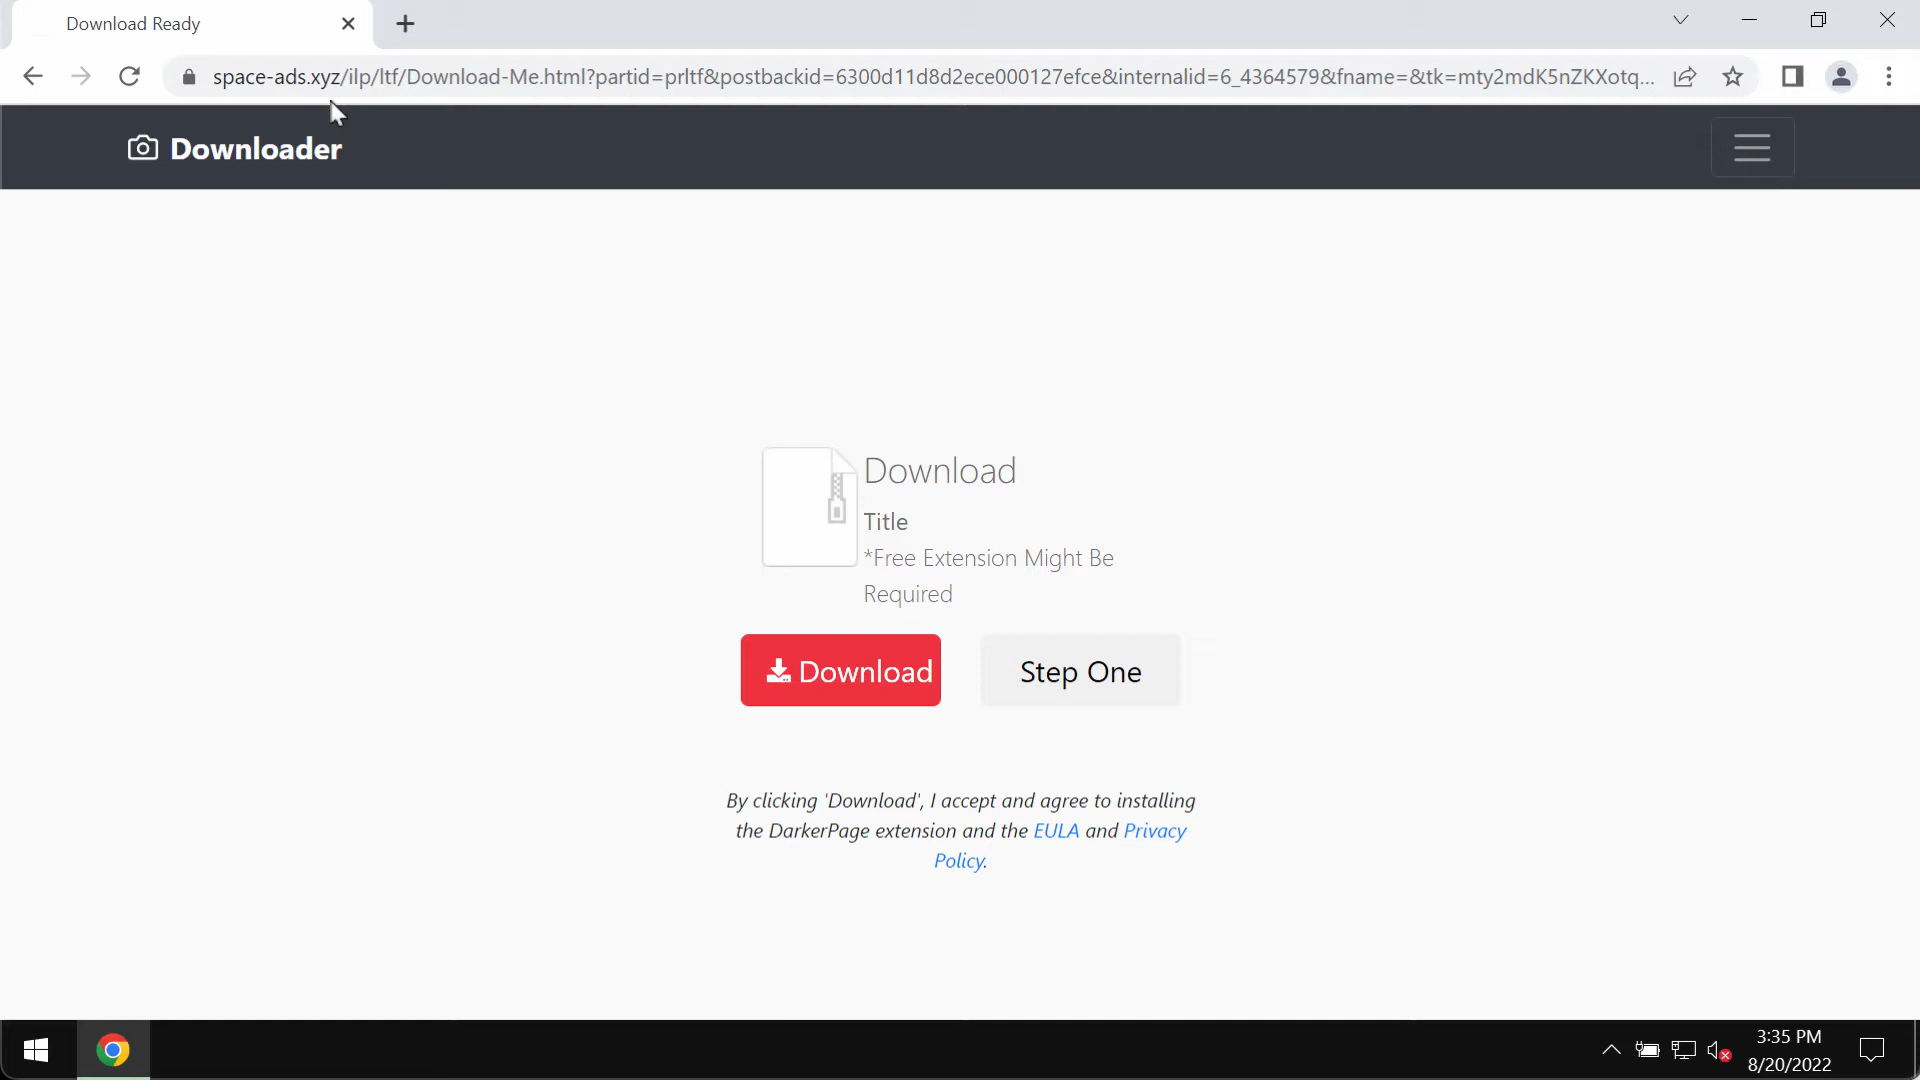 Download Ready
space-ads.xyz/ilp/ltf/Download-Me.html?partid=prltf&postbackid=6300d11d8d2ece000127efce&internalid=6_4364579&fname=&tk=mty2mdK5nZKXotq...
Downloader
Download
Title
*Free Extension Might Be
Required
Download
Step One
By clicking 'Download', I accept and agree to installing
the DarkerPage extension and the EULA and Privacy
Policy.
3:35 PM
8/20/2022